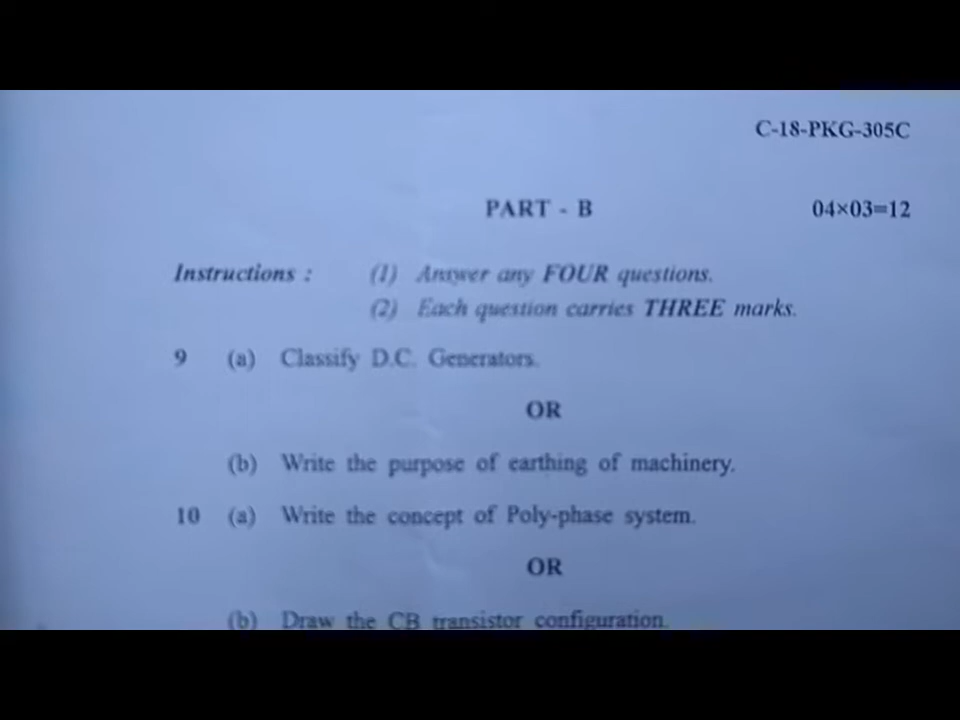 C-18-PKG-305C
PART - B 04×03=12
Instructions : (1) Answer any FOUR questions.
(2) Each question carries THREE marks.
9 (a) Classify D.C. Generators.
OR
(b) Write the purpose of earthing of machinery.
10 (a) Write the concept of Poly-phase system.
OR
(b) Draw the CB transistor configuration.